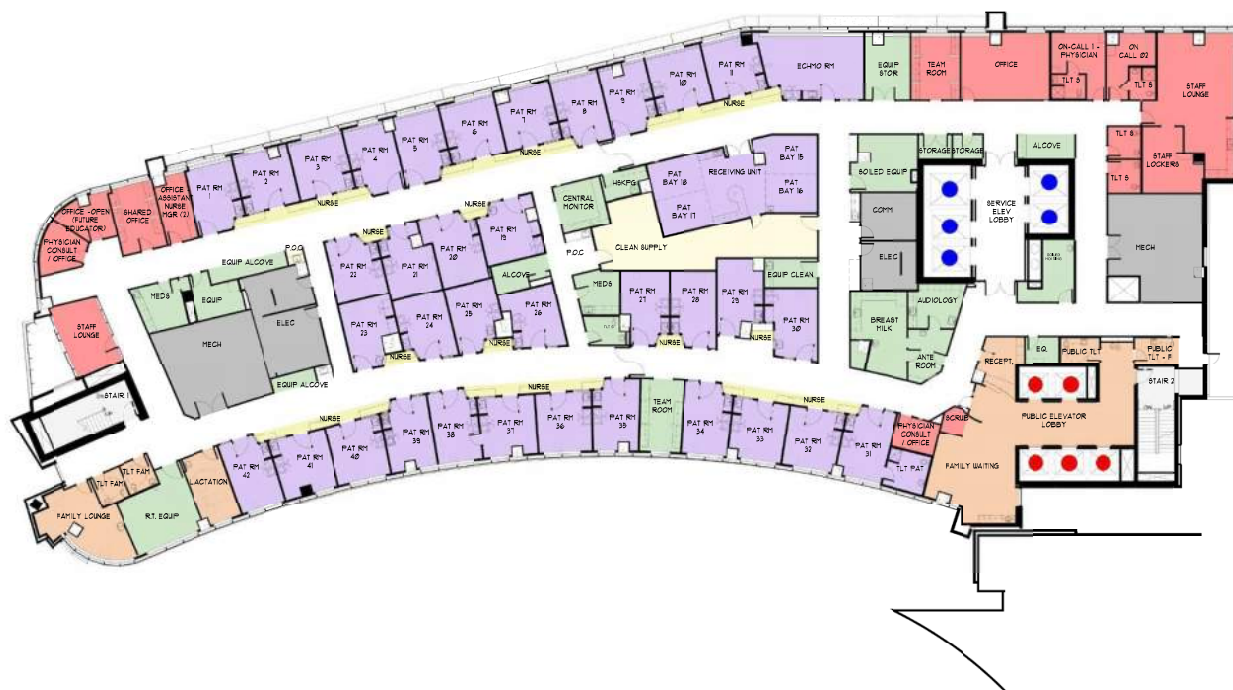 PAT RM
11
ECHMO RM
EQUIP
STOR
TEAM
ROOM
OFFICE
ON-CALL 1 -
PHYSICIAN
TLT S
ON
CALL 02
TLT S
STAFF
LOUNGE
PAT RM
10
PAT RM
9
PAT RM
8
PAT RM
7
PAT RM
6
PAT RM
5
PAT RM
4
PAT RM
3
PAT RM
2
PAT RM
1
NURSE
NURSE
NURSE
OFFICE
ASSISTANT
NURSE
MGR (2)
SHARED
OFFICE
OFFICE -OPEN
(FUTURE
EDUCATOR)
PHYSICIAN
CONSULT
/ OFFICE
TLT S
STAFF
LOCKERS
TLT S
STORAGE
STORAGE
ALCOVE
SOILED EQUIP
COMM
ELEC
SERVICE
ELEV
LOBBY
MECH
PAT
BAY 15
PAT
BAY 16
RECEIVING UNIT
PAT
BAY 18
PAT
BAY 17
HSKPG
CENTRAL
MONITOR
CLEAN SUPPLY
P.O.C
NURSE
NURSE
PAT RM
19
PAT RM
20
PAT RM
21
PAT RM
22
P.O.C
EQUIP ALCOVE
MEDS
EQUIP
ELEC
MECH
EQUIP ALCOVE
ALCOVE
PAT RM
23
PAT RM
24
PAT RM
25
PAT RM
26
NURSE
NURSE
MEDS
PAT RM
27
PAT RM
28
PAT RM
29
EQUIP CLEAN
PAT RM
30
NURSE
NURSE
AUDIOLOGY
BREAST
MILK
ANTE
ROOM
STAFF
LOUNGE
STAIR 1
RECEPT.
EQ.
PUBLIC TLT
PUBLIC
TLT - F
STAIR 2
PUBLIC ELEVATOR
LOBBY
SCRUB
PHYSICIAN
CONSULT
/ OFFICE
TLT PAT
FAMILY WAITING
NURSE
NURSE
NURSE
PAT RM
31
PAT RM
32
PAT RM
33
PAT RM
34
TEAM
ROOM
PAT RM
35
PAT RM
36
PAT RM
37
PAT RM
38
PAT RM
39
PAT RM
40
PAT RM
41
PAT RM
42
LACTATION
TLT FAM
TLT FAM
R.T. EQUIP
FAMILY LOUNGE